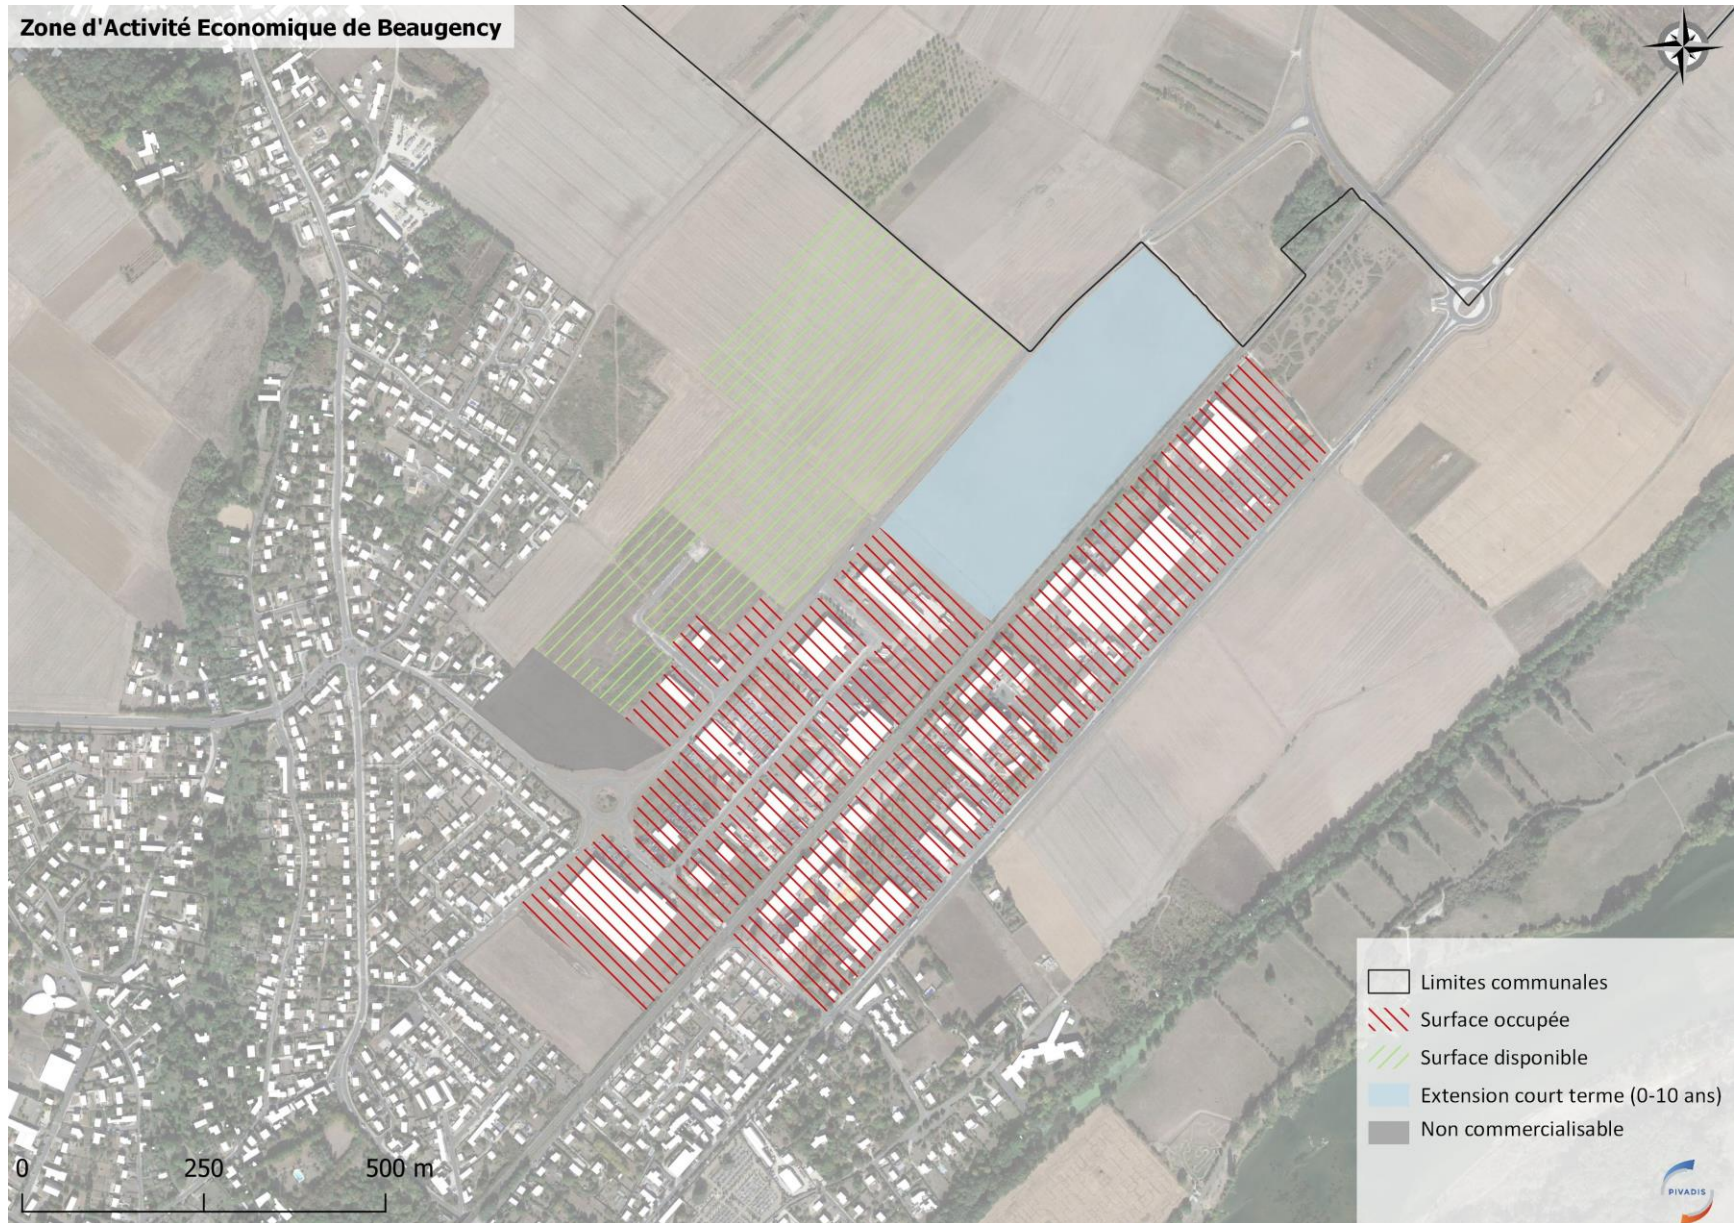 Zone d'Activité Economique de Beaugency
Limites communales
Surface occupée
Surface disponible
Extension court terme (0-10 ans)
Non commercialisable
0 250 500 m
PIVADIS